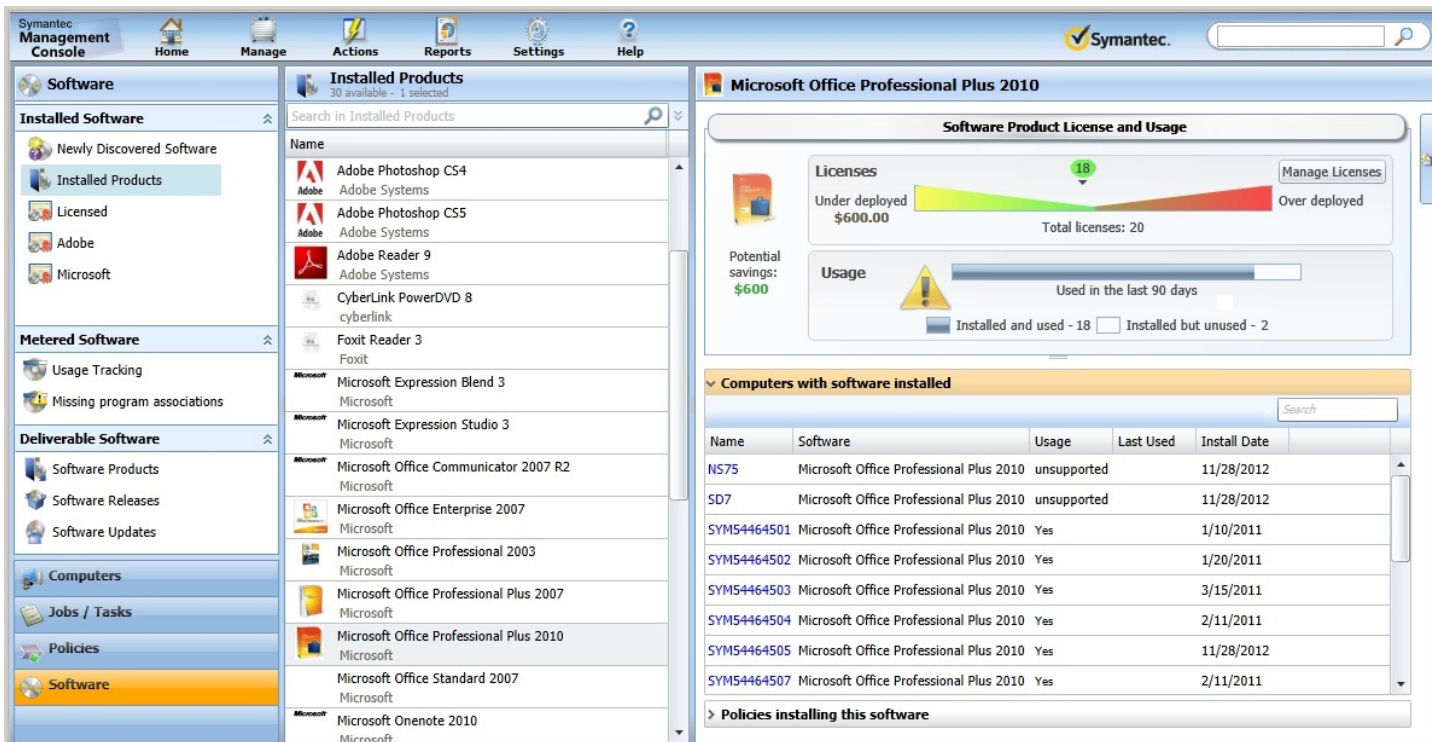 Symantec
Management
Console
Home
Manage
Actions
Reports
Settings
Help
Symantec.
Software
Installed Software
Newly Discovered Software
Installed Products
Licensed
Adobe
Microsoft
Metered Software
Usage Tracking
Missing program associations
Deliverable Software
Software Products
Software Releases
Software Updates
Computers
Jobs / Tasks
Policies
Software
Installed Products
30 available - 1 selected
Search in Installed Products
Name
Adobe Photoshop CS4
Adobe Adobe Systems
Adobe Photoshop CS5
Adobe Adobe Systems
Adobe Reader 9
Adobe Systems
CyberLink PowerDVD 8
cyberlink
Foxit Reader 3
Foxit
Microsoft
Microsoft Expression Blend 3
Microsoft
Microsoft
Microsoft Expression Studio 3
Microsoft
Microsoft
Microsoft Office Communicator 2007 R2
Microsoft
Microsoft Office Enterprise 2007
Microsoft
Microsoft Office Professional 2003
Microsoft
Microsoft Office Professional Plus 2007
Microsoft
Microsoft Office Professional Plus 2010
Microsoft
Microsoft Office Standard 2007
Microsoft
Microsoft
Microsoft Onenote 2010
Microsoft
Microsoft Office Professional Plus 2010
Software Product License and Usage
Licenses
18
Manage Licenses
Under deployed
$600.00
Over deployed
Total licenses: 20
Potential
savings:
$600
Usage
Used in the last 90 days
Installed and used - 18 Installed but unused - 2
Computers with software installed
Search
Name Software Usage Last Used Install Date
NS75 Microsoft Office Professional Plus 2010 unsupported 11/28/2012
SD7 Microsoft Office Professional Plus 2010 unsupported 11/28/2012
SYM54464501 Microsoft Office Professional Plus 2010 Yes 1/10/2011
SYM54464502 Microsoft Office Professional Plus 2010 Yes 1/20/2011
SYM54464503 Microsoft Office Professional Plus 2010 Yes 3/15/2011
SYM54464504 Microsoft Office Professional Plus 2010 Yes 2/11/2011
SYM54464505 Microsoft Office Professional Plus 2010 Yes 11/28/2012
SYM54464507 Microsoft Office Professional Plus 2010 Yes 2/11/2011
Policies installing this software